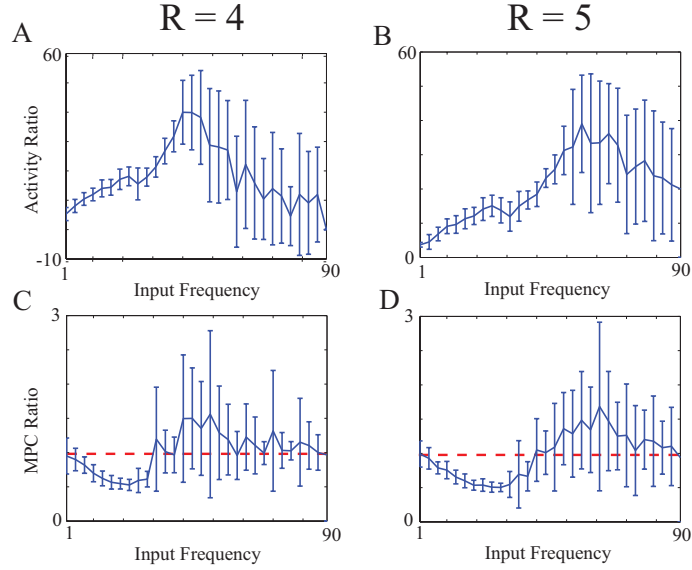 R = 4
R = 5
A
60
Activity Ratio
-10
1
90
Input Frequency
B
60
0
1
90
Input Frequency
C
3
MPC Ratio
0
1
90
Input Frequency
D
3
0
1
90
Input Frequency